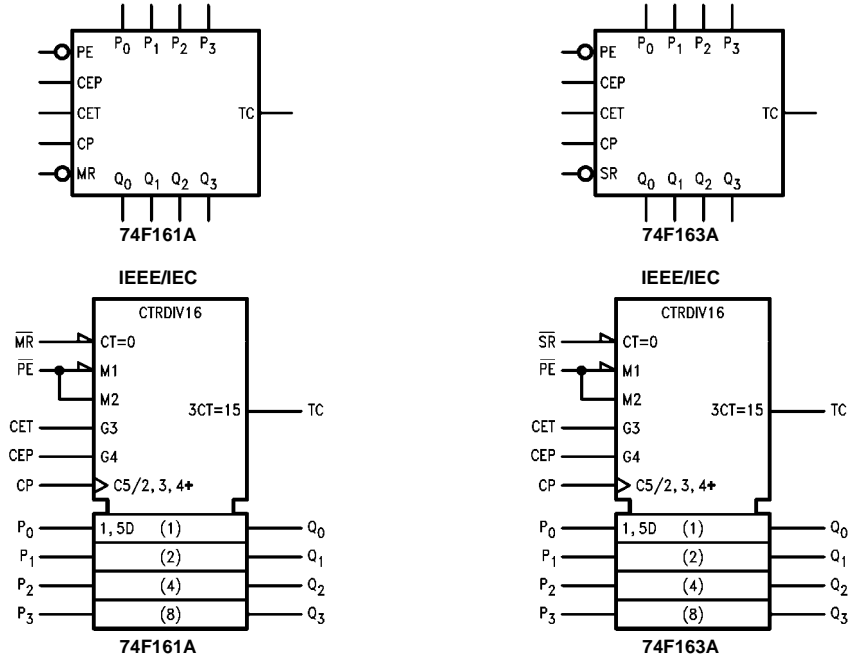 P0 P1 P2 P3
PE
CEP
CET TC
CP
MR Q0 Q1 Q2 Q3
74F161A
P0 P1 P2 P3
PE
CEP
CET TC
CP
SR Q0 Q1 Q2 Q3
74F163A
IEEE/IEC
CTRDIV16
M̅R̅ CT=0
P̅E̅ M1
M2
3CT=15 TC
CET G3
CEP G4
CP C5/2,3,4+
P0 1,5D (1) Q0
P1 (2) Q1
P2 (4) Q2
P3 (8) Q3
74F161A
IEEE/IEC
CTRDIV16
S̅R̅ CT=0
P̅E̅ M1
M2
3CT=15 TC
CET G3
CEP G4
CP C5/2,3,4+
P0 1,5D (1) Q0
P1 (2) Q1
P2 (4) Q2
P3 (8) Q3
74F163A